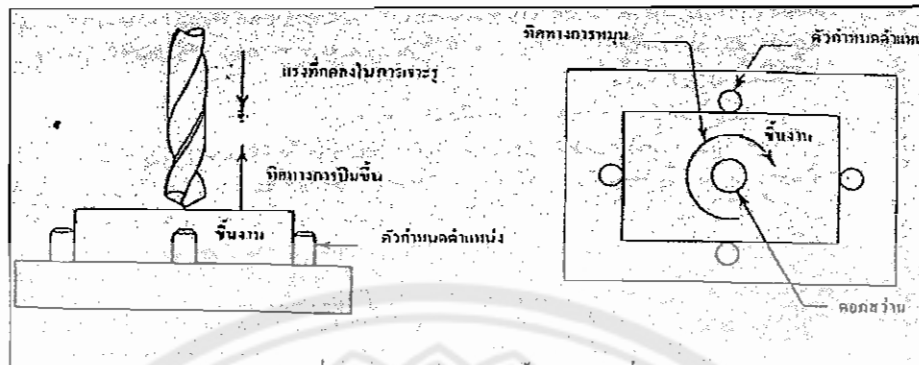 แรงที่กดลงในการเจาะรู
ทิศทางการปีนขึ้น
ชิ้นงาน
ตัวกำหนดตำแหน่ง
ทิศทางการหมุน
ตัวกำหนดตำแหน
ชิ้นงาน
ดอกสว่าน